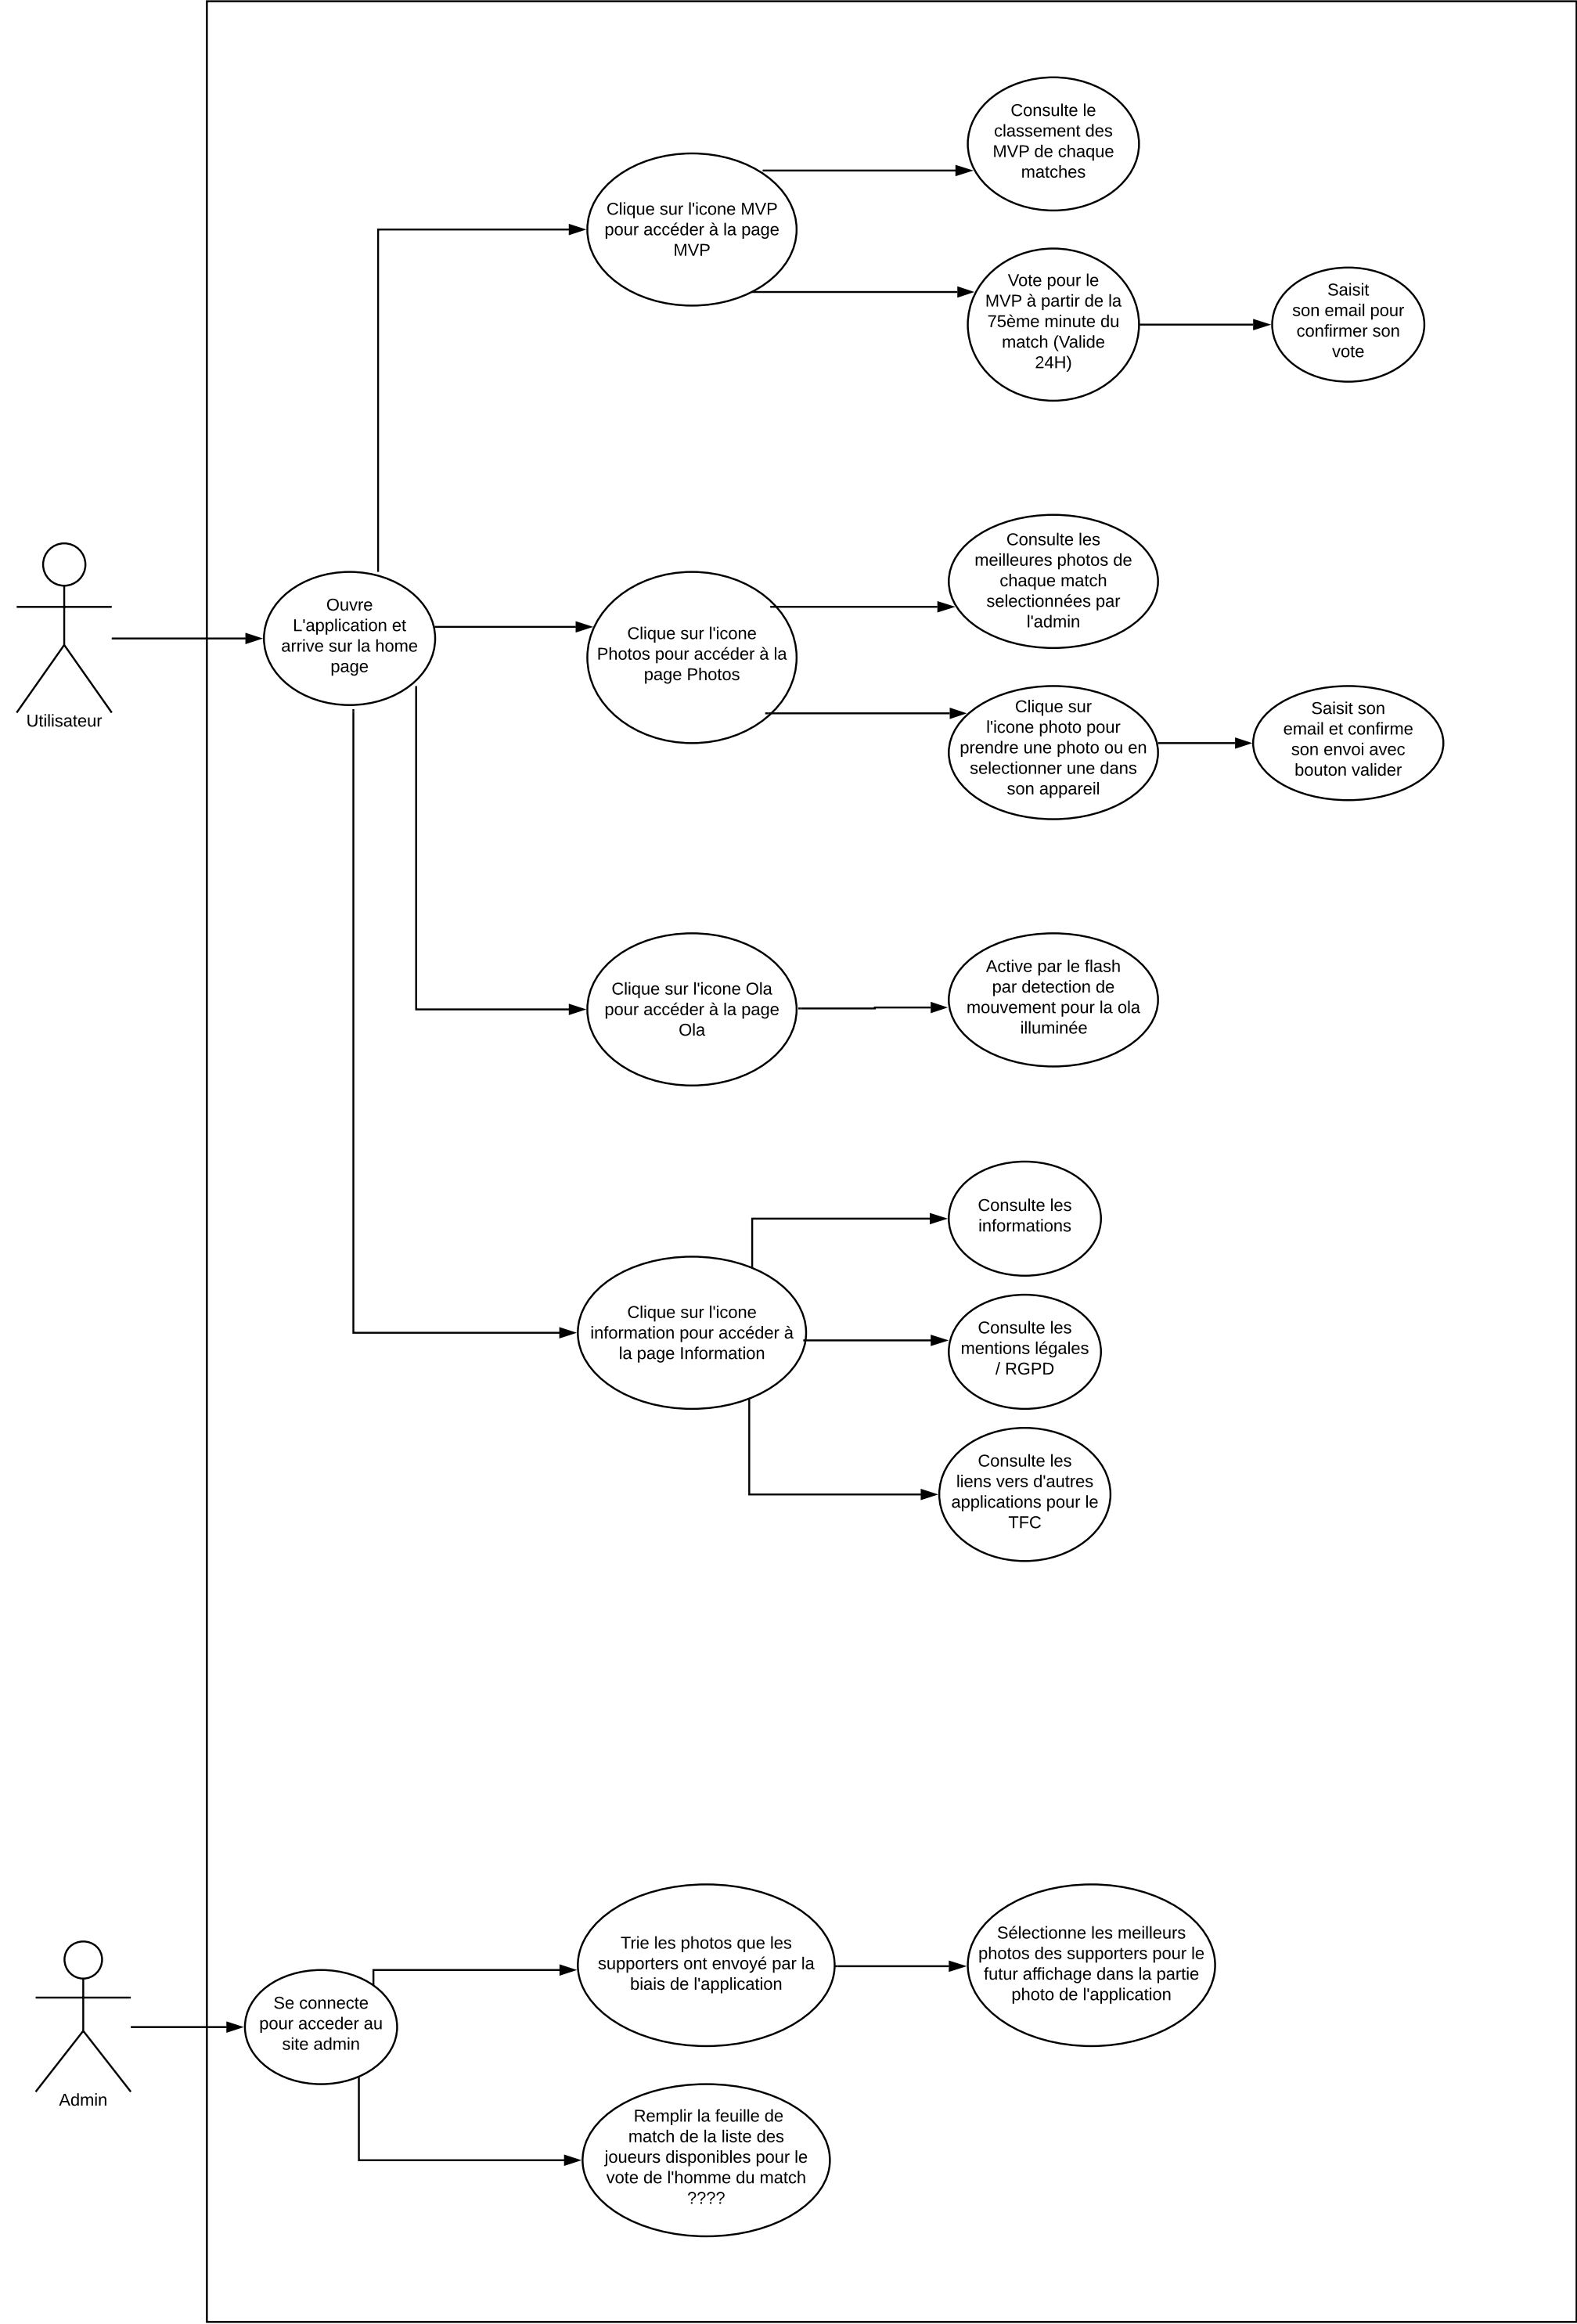 Consulte le
classement des
MVP de chaque
matches
Clique sur l'icone MVP
pour accéder à la page
MVP
Vote pour le
MVP à partir de la
75ème minute du
match (Valide
24H)
Saisit
son email pour
confirmer son
vote
Utilisateur
Ouvre
L'application et
arrive sur la home
page
Clique sur l'icone
Photos pour accéder à la
page Photos
Consulte les
meilleures photos de
chaque match
selectionnées par
l'admin
Clique sur
l'icone photo pour
prendre une photo ou en
selectionner une dans
son appareil
Saisit son
email et confirme
son envoi avec
bouton valider
Clique sur l'icone Ola
pour accéder à la page
Ola
Active par le flash
par detection de
mouvement pour la ola
illuminée
Clique sur l'icone
information pour accéder à
la page Information
Consulte les
informations
Consulte les
mentions légales
/ RGPD
Consulte les
liens vers d'autres
applications pour le
TFC
Admin
Se connecte
pour acceder au
site admin
Trie les photos que les
supporters ont envoyé par la
biais de l'application
Sélectionne les meilleurs
photos des supporters pour le
futur affichage dans la partie
photo de l'application
Remplir la feuille de
match de la liste des
joueurs disponibles pour le
vote de l'homme du match
????